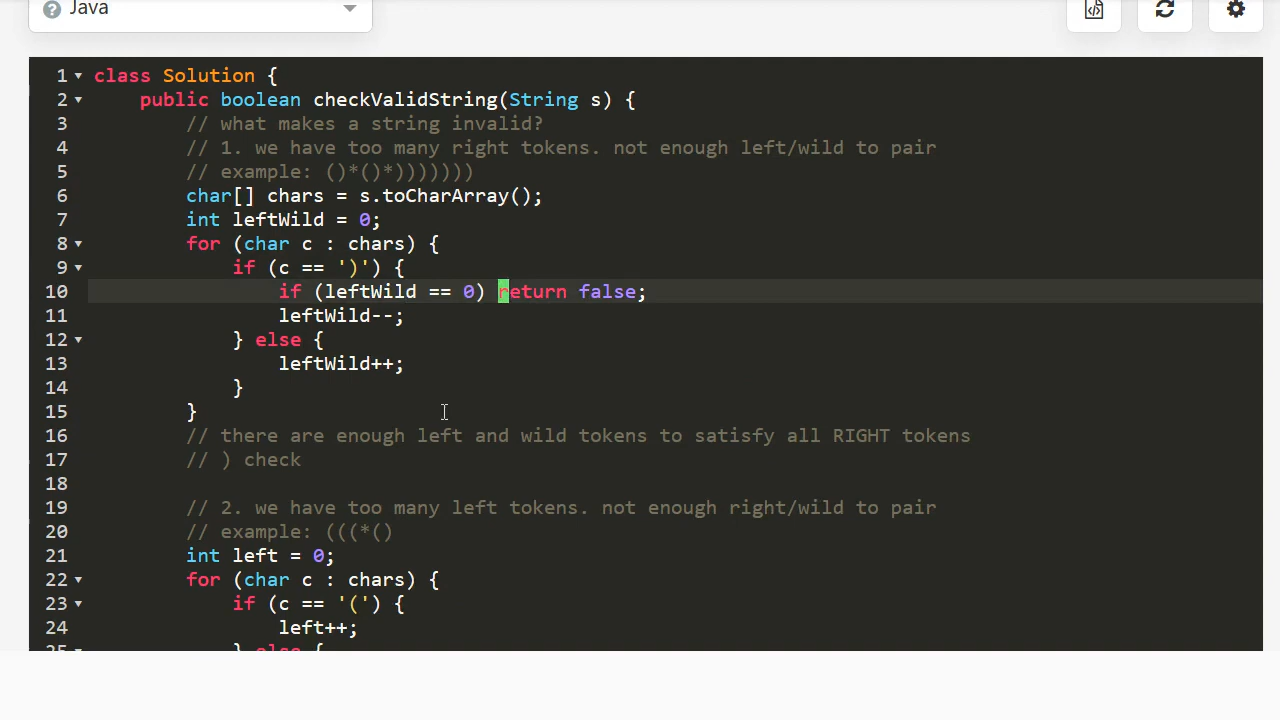 Java
1 class Solution {
2 public boolean checkValidString(String s) {
3 // what makes a string invalid?
4 // 1. we have too many right tokens. not enough left/wild to pair
5 // example: ()*()*)))))))
6 char[] chars = s.toCharArray();
7 int leftWild = 0;
8 for (char c : chars) {
9 if (c == ')') {
10 if (leftWild == 0) return false;
11 leftWild--;
12 } else {
13 leftWild++;
14 }
15 }
16 // there are enough left and wild tokens to satisfy all RIGHT tokens
17 // ) check
18
19 // 2. we have too many left tokens. not enough right/wild to pair
20 // example: (((*()
21 int left = 0;
22 for (char c : chars) {
23 if (c == '(') {
24 left++;
25 } else {